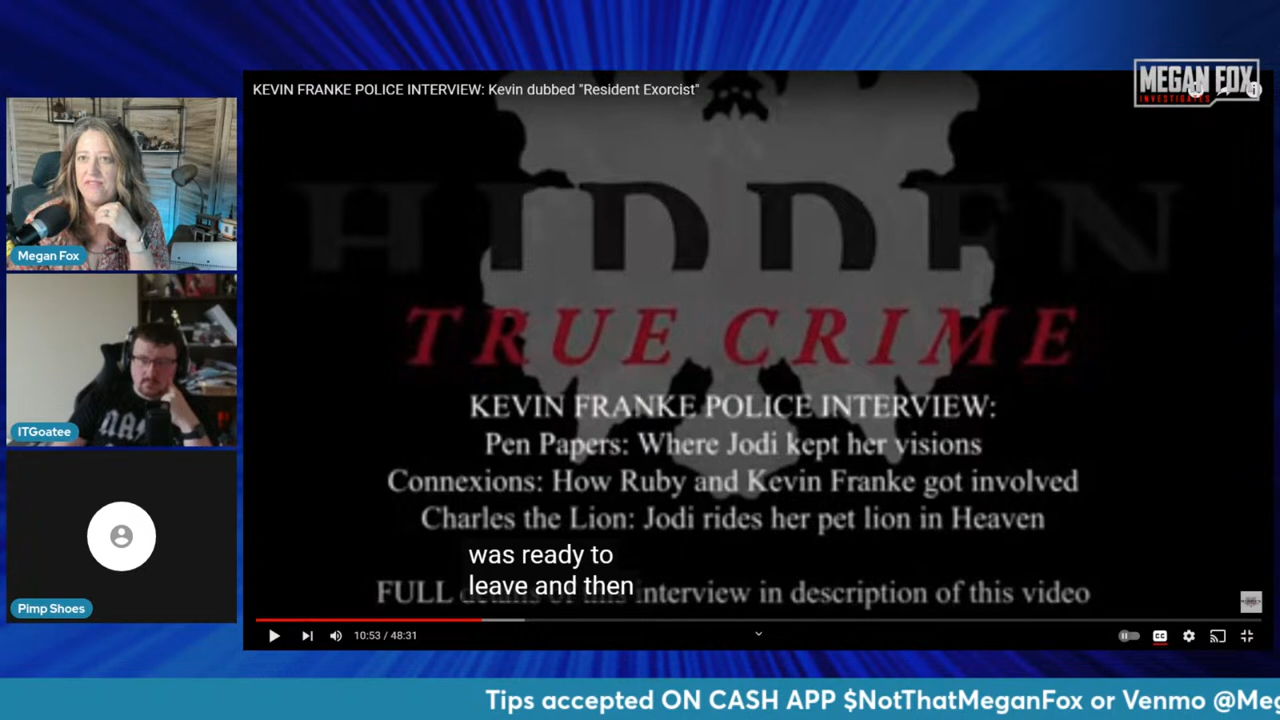 KEVIN FRANKE POLICE INTERVIEW: Kevin dubbed "Resident Exorcist"
MEGAN FOX
INVESTIGATES
Megan Fox
ITGoatee
Pimp Shoes
HIDDEN
TRUE CRIME
KEVIN FRANKE POLICE INTERVIEW:
Pen Papers: Where Jodi kept her visions
Connexions: How Ruby and Kevin Franke got involved
Charles the Lion: Jodi rides her pet lion in Heaven
was ready to
leave and then
FULL interview in description of this video
10:53 / 48:31
CC
Tips accepted ON CASH APP $NotThatMeganFox or Venmo @Meg